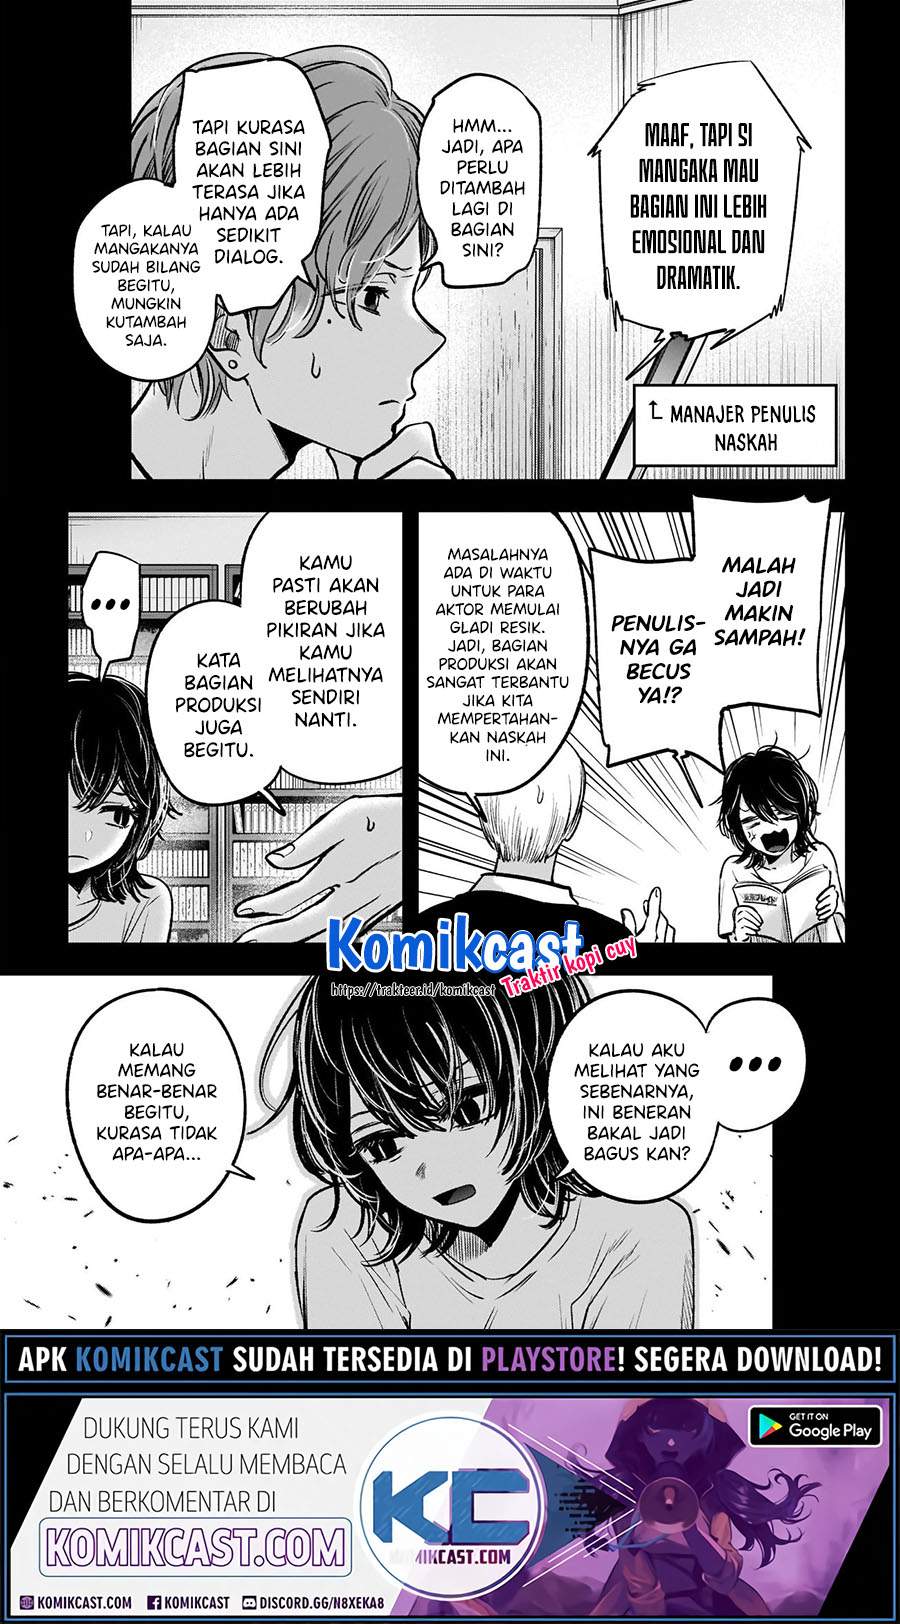 MAAF, TAPI SI
MANGAKA MAU
BAGIAN INI LEBIH
EMOSIONAL DAN
DRAMATIK.
MANAJER PENULIS
NASKAH
HMM...
JADI, APA
PERLU
DITAMBAH
LAGI DI
BAGIAN
SINI?
TAPI KURASA
BAGIAN SINI
AKAN LEBIH
TERASA JIKA
HANYA ADA
SEDIKIT
DIALOG.
TAPI, KALAU
MANGAKANYA
SUDAH BILANG
BEGITU,
MUNGKIN
KUTAMBAH
SAJA.
MALAH
JADI
MAKIN
SAMPAH!
PENULIS-
NYA GA
BECUS
YA!?
MASALAHNYA
ADA DI WAKTU
UNTUK PARA
AKTOR MEMULAI
GLADI RESIK.
JADI, BAGIAN
PRODUKSI AKAN
SANGAT TERBANTU
JIKA KITA
MEMPERTAHAN-
KAN NASKAH
INI.
KAMU
PASTI AKAN
BERUBAH
PIKIRAN JIKA
KAMU
MELIHATNYA
SENDIRI
NANTI.
KATA
BAGIAN
PRODUKSI
JUGA
BEGITU.
...
Komikcast
Traktir kopi cuy
https://trakteer.id/komikcast
...
KALAU AKU
MELIHAT YANG
SEBENARNYA,
INI BENERAN
BAKAL JADI
BAGUS KAN?
KALAU
MEMANG
BENAR-BENAR
BEGITU,
KURASA TIDAK
APA-APA...
APK KOMIKCAST SUDAH TERSEDIA DI PLAYSTORE! SEGERA DOWNLOAD!
DUKUNG TERUS KAMI
DENGAN SELALU MEMBACA
DAN BERKOMENTAR DI
KOMIKCAST.COM
KC
KOMIKCAST.COM
GET IT ON
Google Play
KOMIKCAST.COM
KOMIKCAST
DISCORD.GG/N8XEKA8